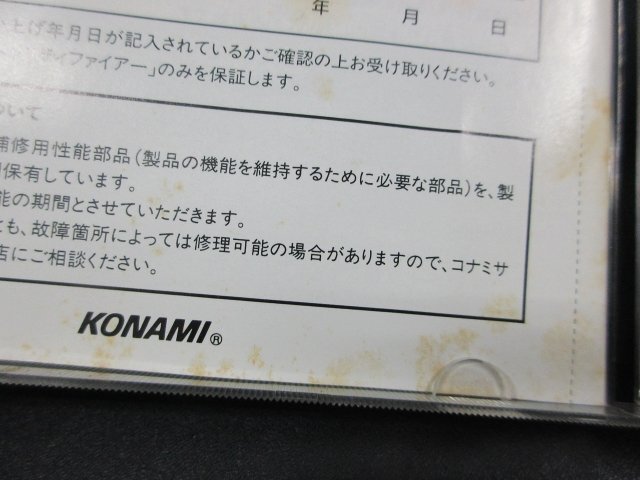 年　月　日
上げ年月日が記入されているかご確認の上お受け取りください。
ィファイアー」のみを保証します。
ついて
補修用性能部品（製品の機能を維持するために必要な部品）を、製
保有しています。
能の期間とさせていただきます。
ても、故障箇所によっては修理可能の場合がありますので、コナミサ
店にご相談ください。
KONAMI®